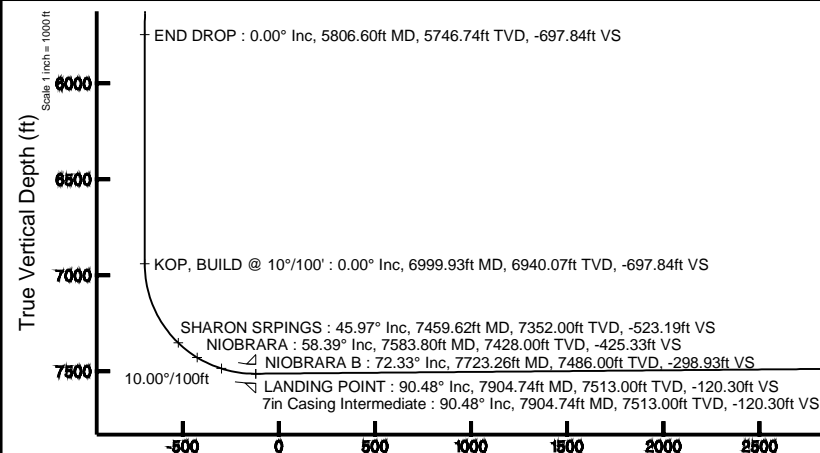 True Vertical Depth (ft)
Scale 1 inch = 1000 ft
END DROP : 0.00° Inc, 5806.60ft MD, 5746.74ft TVD, -697.84ft VS
6000
6500
KOP, BUILD @ 10°/100' : 0.00° Inc, 6999.93ft MD, 6940.07ft TVD, -697.84ft VS
7000
SHARON SRPINGS : 45.97° Inc, 7459.62ft MD, 7352.00ft TVD, -523.19ft VS
NIOBRARA : 58.39° Inc, 7583.80ft MD, 7428.00ft TVD, -425.33ft VS
NIOBRARA B : 72.33° Inc, 7723.26ft MD, 7486.00ft TVD, -298.93ft VS
7500
10.00°/100ft
LANDING POINT : 90.48° Inc, 7904.74ft MD, 7513.00ft TVD, -120.30ft VS
7in Casing Intermediate : 90.48° Inc, 7904.74ft MD, 7513.00ft TVD, -120.30ft VS
-500 0 500 1000 1500 2000 2500